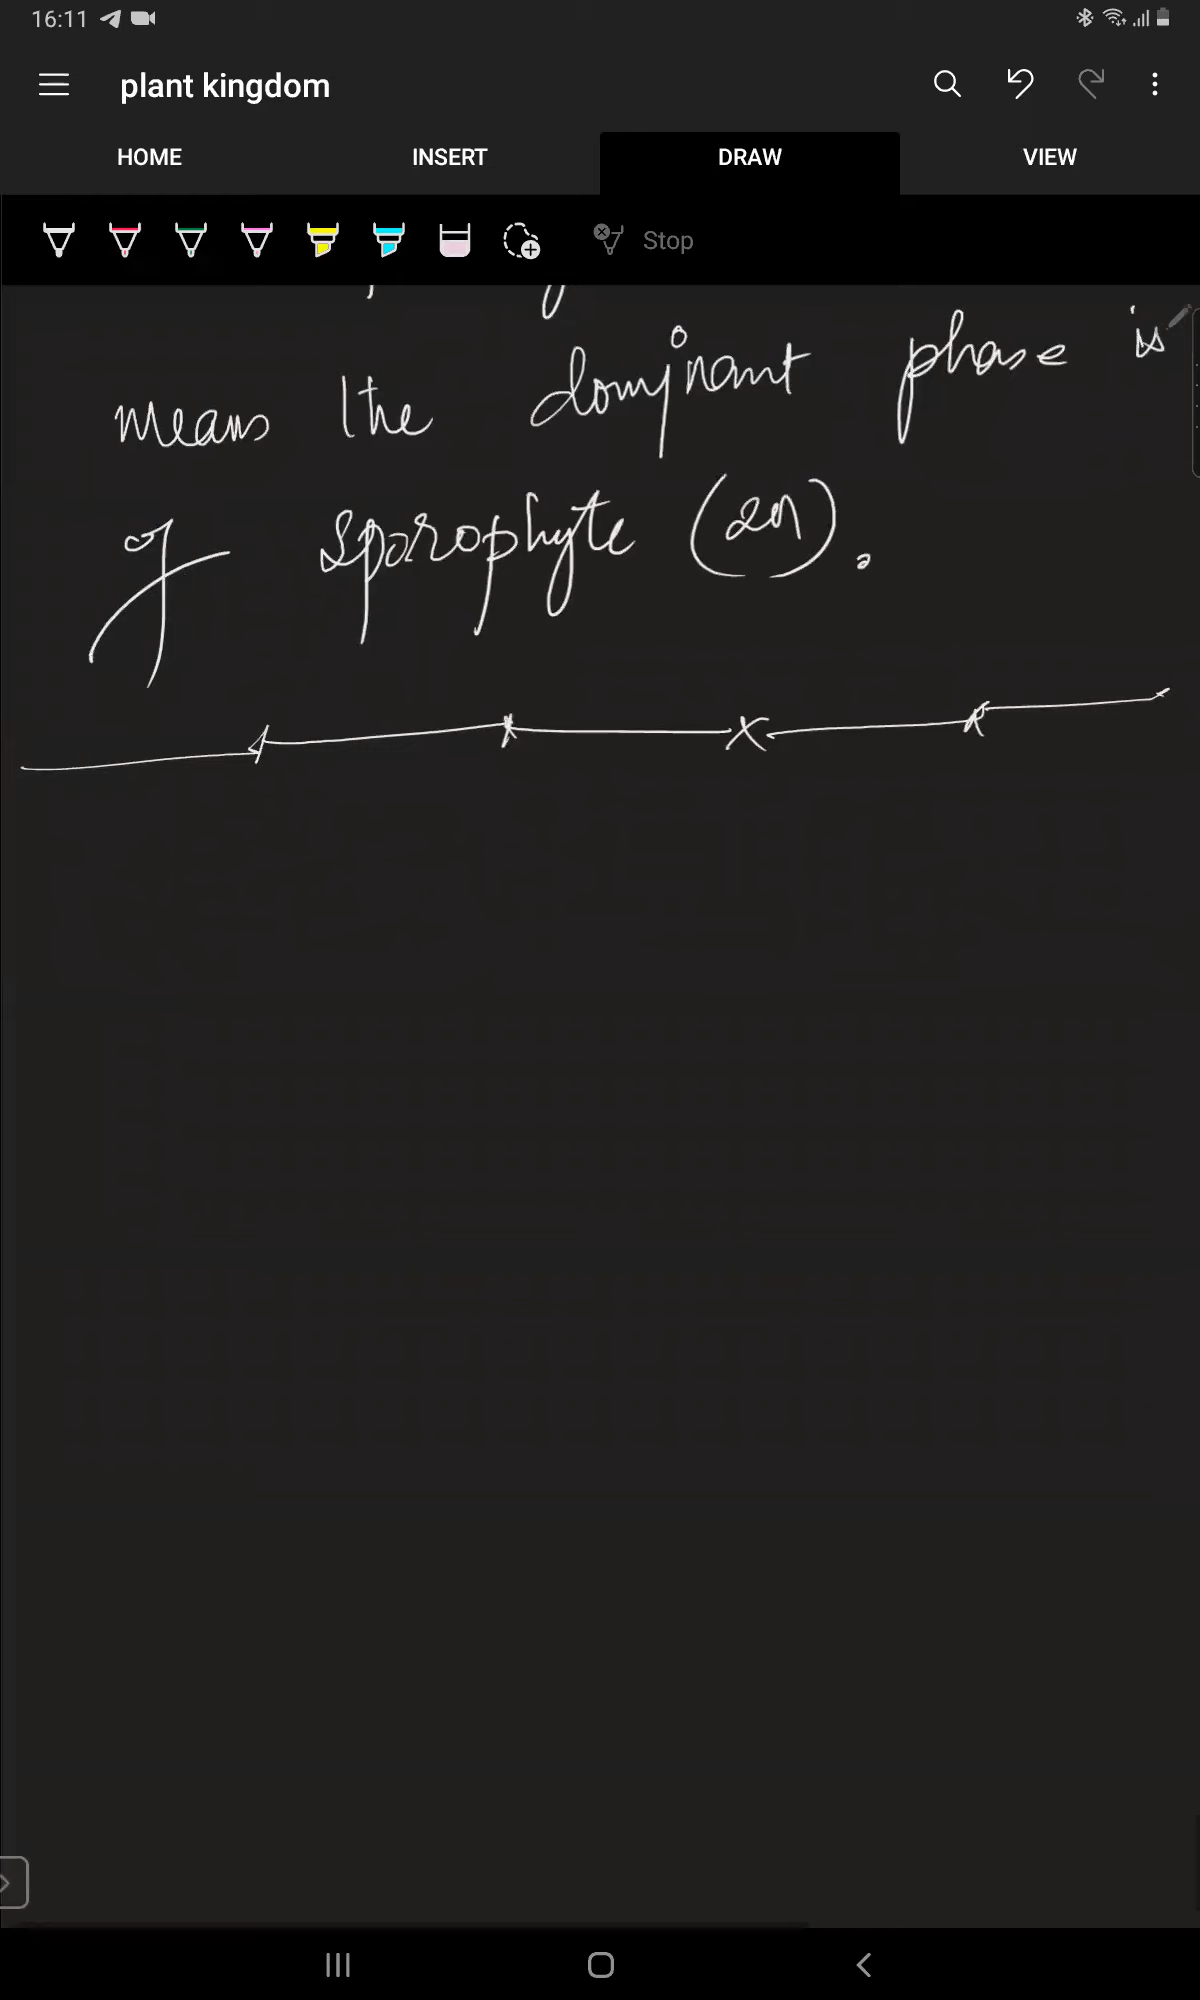 16:11
plant kingdom
HOME INSERT DRAW VIEW
Stop
means the dominant phase is
of sporophyte (2n).